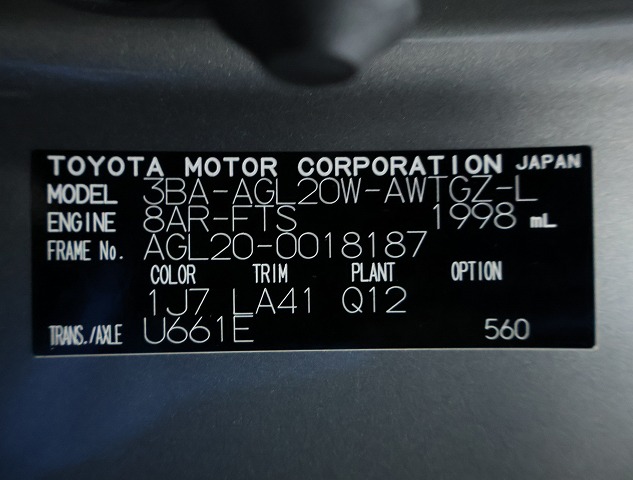 TOYOTA MOTOR CORPORATION JAPAN
MODEL 3BA-AGL20W-AWTGZ-L
ENGINE 8AR-FTS 1998 mL
FRAME No. AGL20-0018187
COLOR TRIM PLANT OPTION
1J7 LA41 Q12
TRANS./AXLE U661E 560